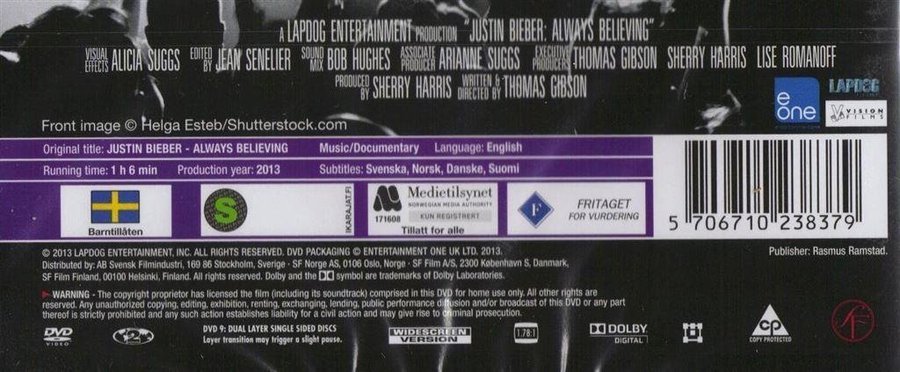 A LAPDOG ENTERTAINMENT PRODUCTION "JUSTIN BIEBER: ALWAYS BELIEVING"
VISUAL EFFECTS ALICIA SUGGS EDITED BY JEAN SENELIER SOUND MIX BOB HUGHES ASSOCIATE PRODUCER ARIANNE SUGGS EXECUTIVE PRODUCERS THOMAS GIBSON SHERRY HARRIS LISE ROMANOFF
PRODUCED BY SHERRY HARRIS WRITTEN & DIRECTED BY THOMAS GIBSON
e one
LAPDOG
VISION FILMS
Front image © Helga Esteb/Shutterstock.com
Original title: JUSTIN BIEBER - ALWAYS BELIEVING Music/Documentary Language: English
Running time: 1 h 6 min Production year: 2013 Subtitles: Svenska, Norsk, Danske, Suomi
Barntillåten
S
IKARAJAT.FI
171608
Medietilsynet
NORWEGIAN MEDIA AUTHORITY
KUN REGISTRERT
Tillatt for alle
F
FRITAGET
FOR VURDERING
5 706710 238379
Publisher: Rasmus Ramstad.
© 2013 LAPDOG ENTERTAINMENT, INC. ALL RIGHTS RESERVED. DVD PACKAGING © ENTERTAINMENT ONE UK LTD. 2013.
Distributed by: AB Svensk Filmindustri, 169 86 Stockholm, Sverige · SF Norge AS, 0106 Oslo, Norge · SF Film A/S, 2300 København S, Danmark,
SF Film Finland, 00100 Helsinki, Finland. All rights reserved. Dolby and the symbol are trademarks of Dolby Laboratories.
WARNING - The copyright proprietor has licensed the film (including its soundtrack) comprised in this DVD for home use only. All other rights are
reserved. Any unauthorized copying, editing, exhibition, renting, exchanging, lending, public performance diffusion and/or broadcast of this DVD or any part
thereof is strictly prohibited and any such action establishes liability for a civil action and may give rise to criminal prosecution.
DVD VIDEO
2
DVD 9: DUAL LAYER SINGLE SIDED DISCS
Layer transition may trigger a slight pause.
WIDESCREEN
VERSION
1.78:1
DOLBY
DIGITAL
CP
COPY PROTECTED
SF